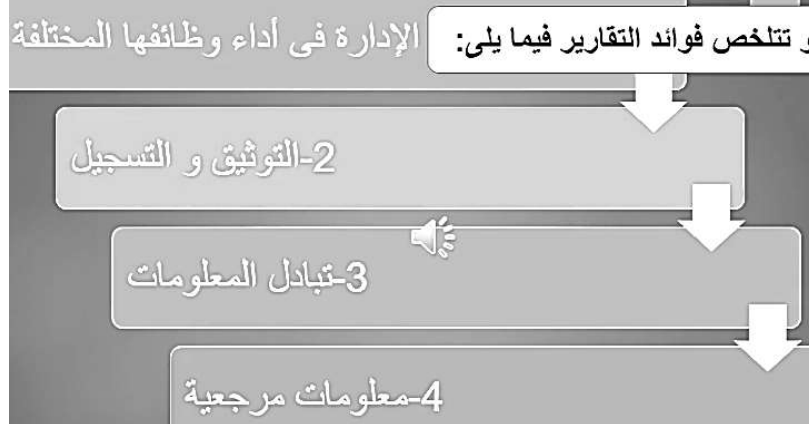 و تتلخص فوائد التقارير فيما يلى:
الإدارة فى أداء وظائفها المختلفة
2-التوثيق و التسجيل
3-تبادل المعلومات
4-معلومات مرجعية